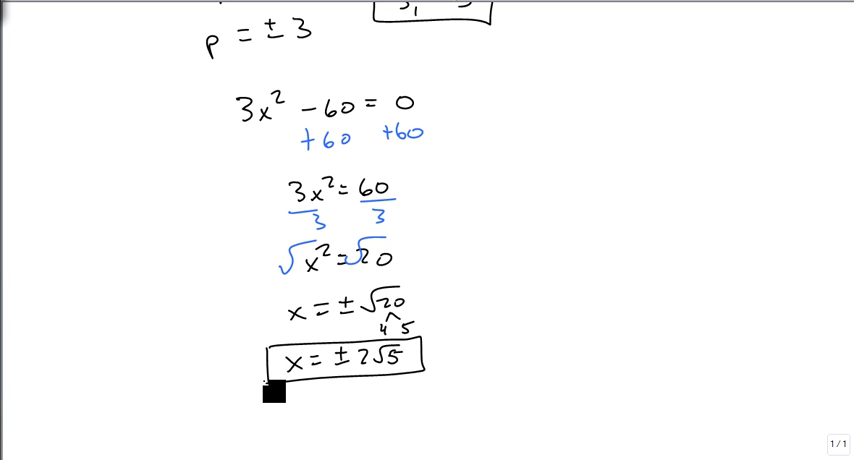 p = ± 3
3x² - 60 = 0
+60 +60
3x² = 60
3 3
√x² = √20
x = ± √20
4 5
x = ± 2√5
1 / 1